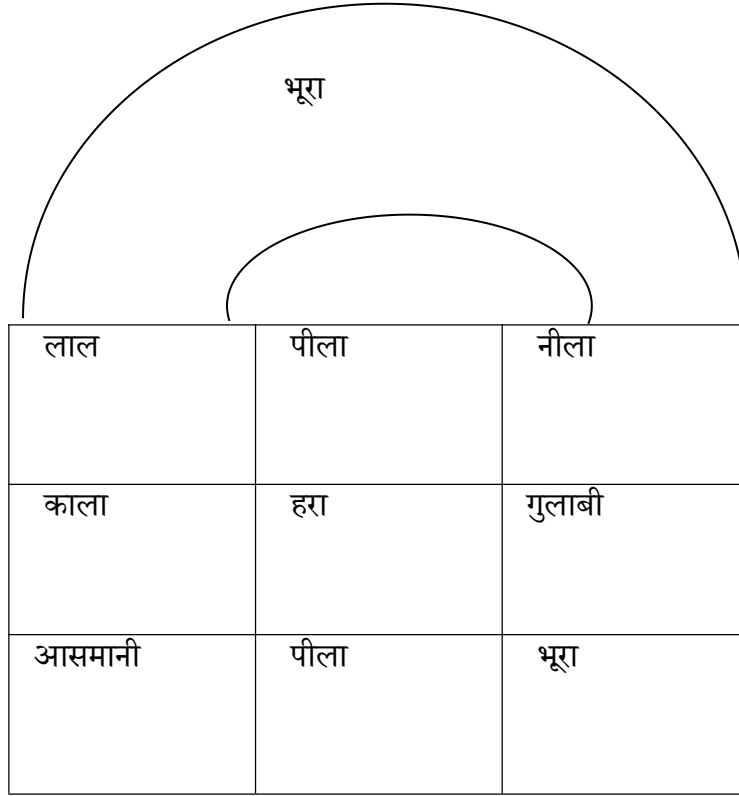 भूरा
लाल पीला नीला
काला हरा गुलाबी
आसमानी पीला भूरा